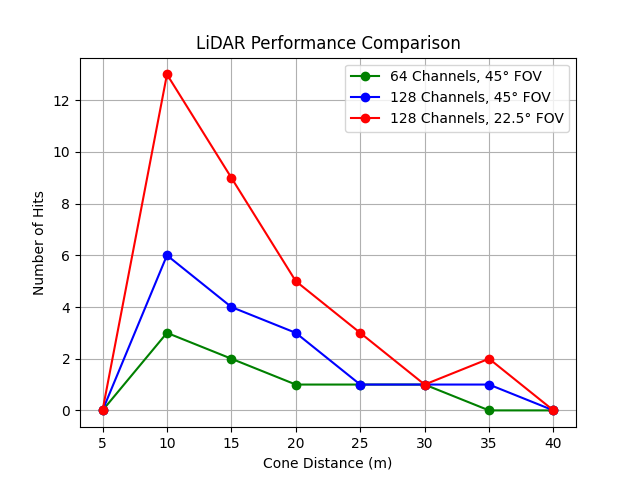 LiDAR Performance Comparison
64 Channels, 45° FOV
128 Channels, 45° FOV
128 Channels, 22.5° FOV
Number of Hits
12
10
8
6
4
2
0
5 10 15 20 25 30 35 40
Cone Distance (m)